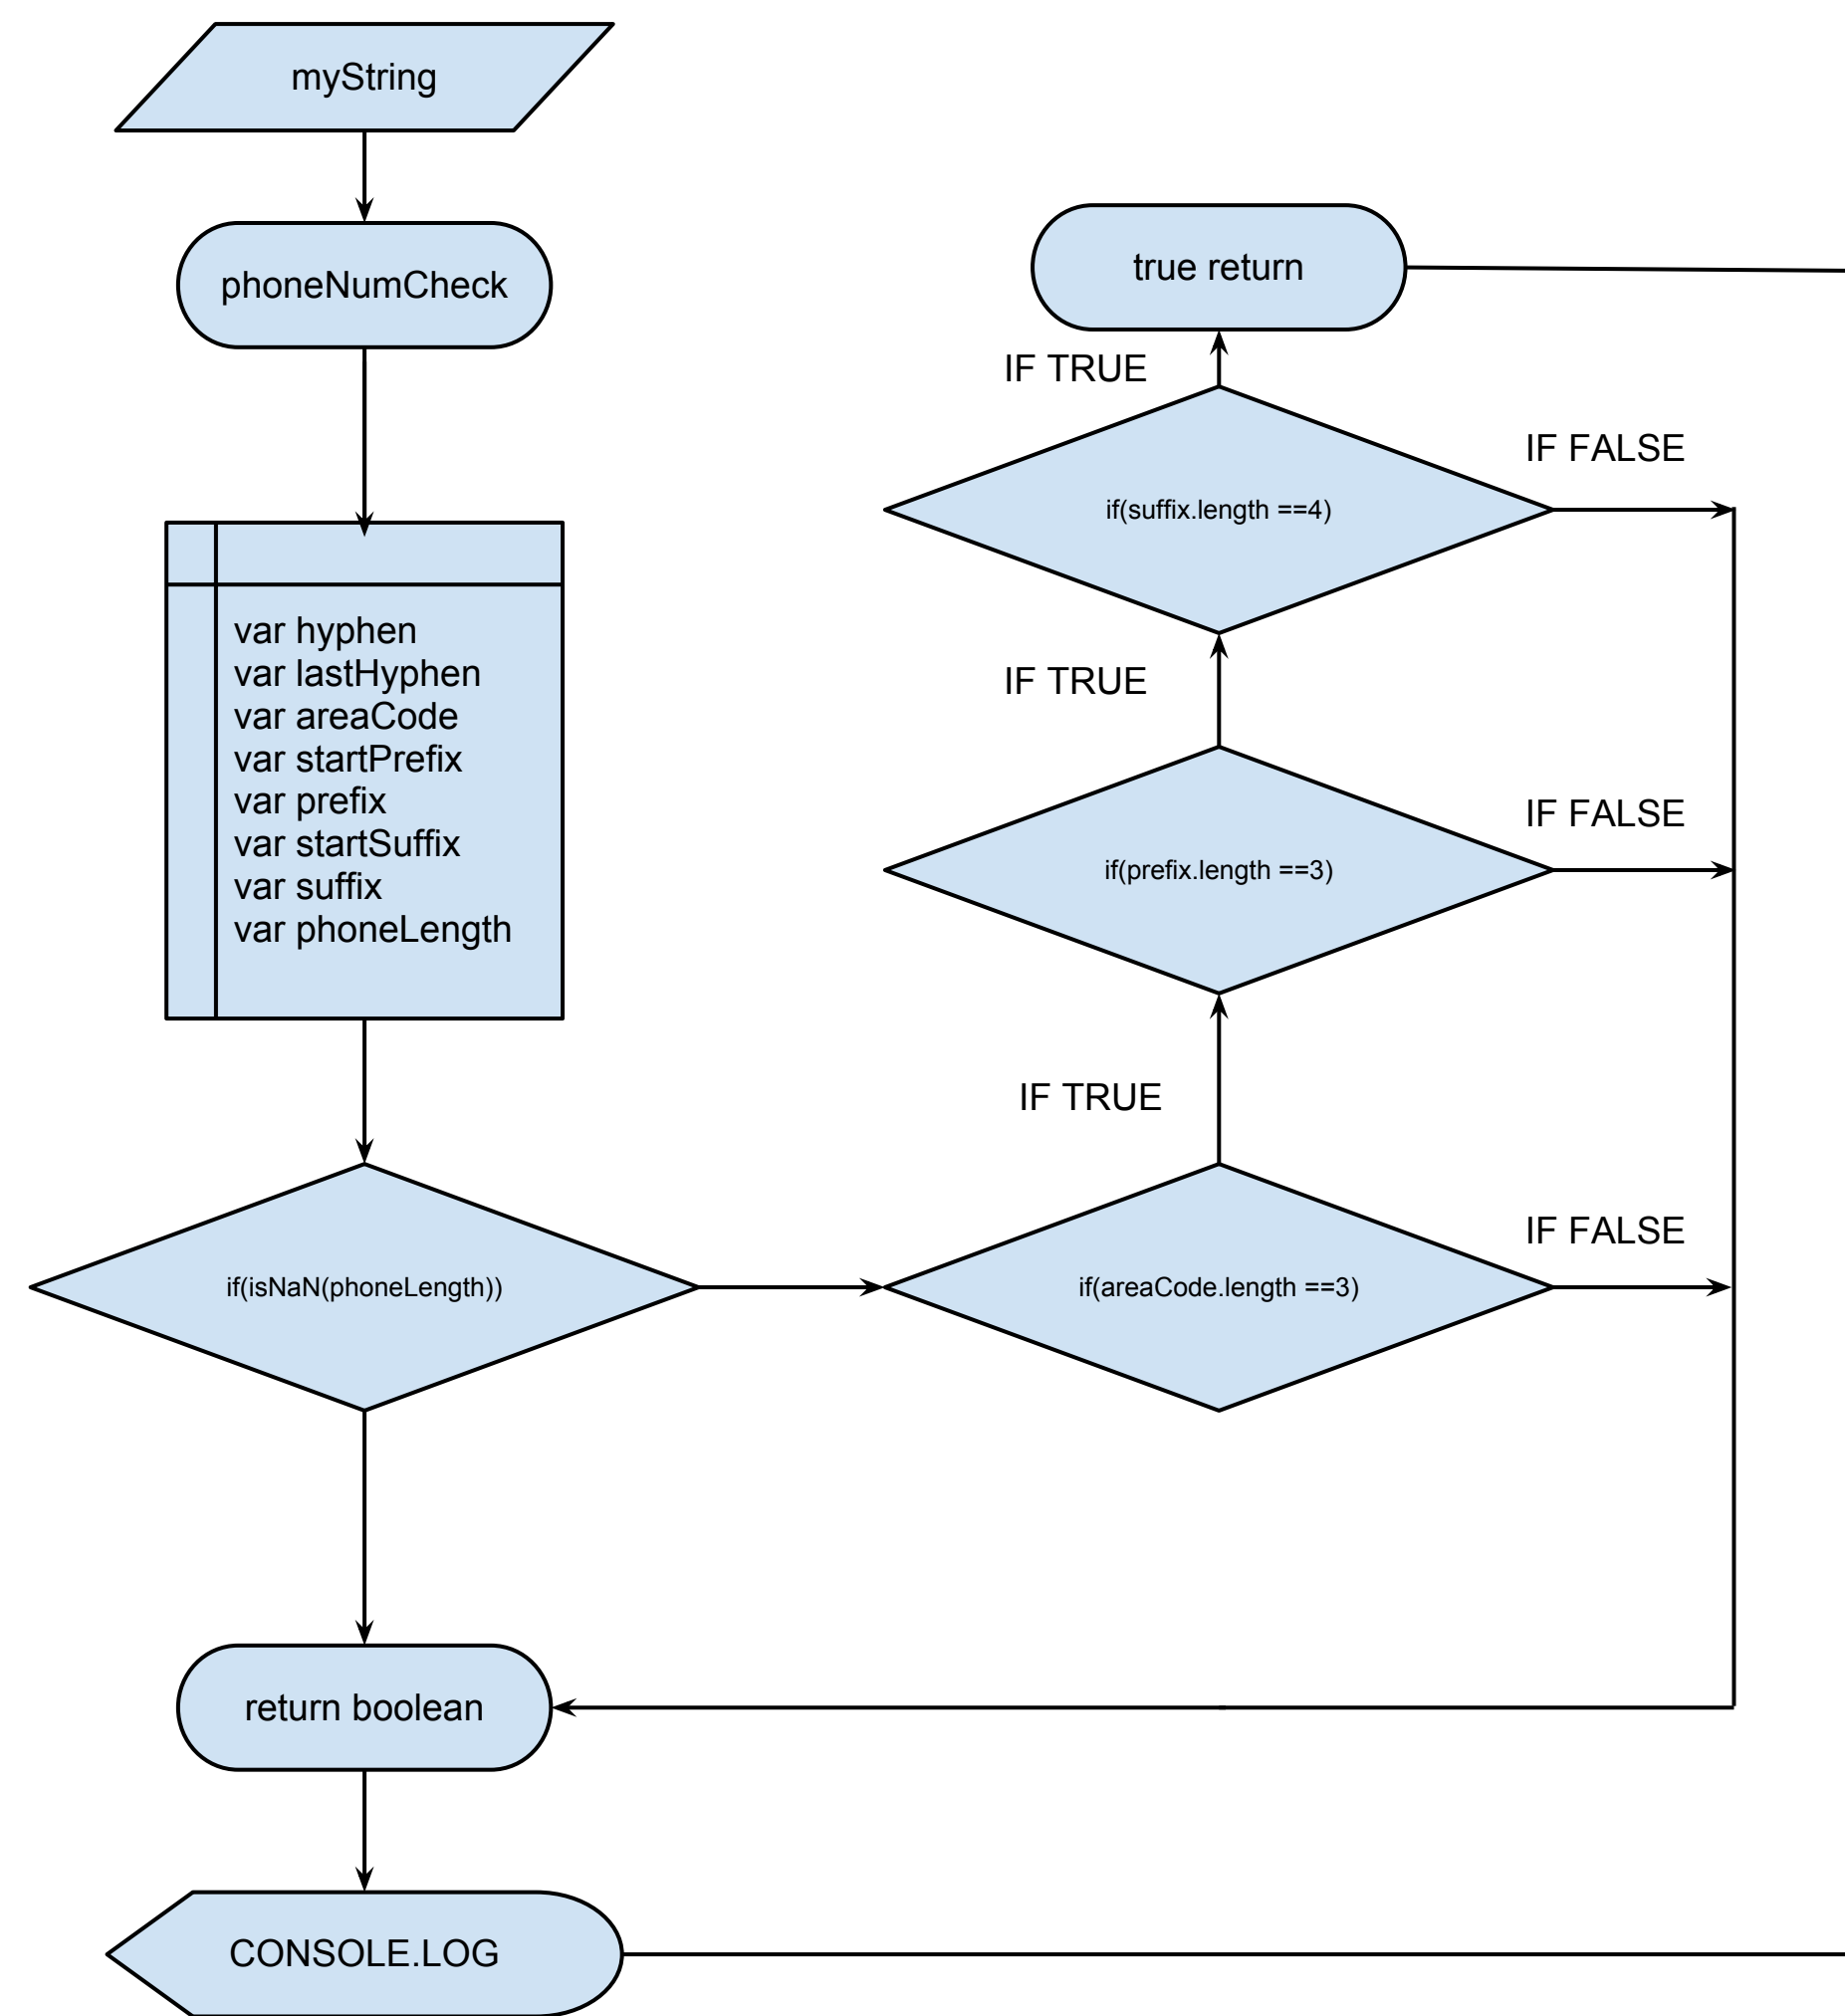 myString
phoneNumCheck
var hyphen
var lastHyphen
var areaCode
var startPrefix
var prefix
var startSuffix
var suffix
var phoneLength
if(isNaN(phoneLength))
if(areaCode.length ==3)
IF TRUE
IF FALSE
if(prefix.length ==3)
IF TRUE
IF FALSE
if(suffix.length ==4)
IF TRUE
IF FALSE
true return
return boolean
CONSOLE.LOG